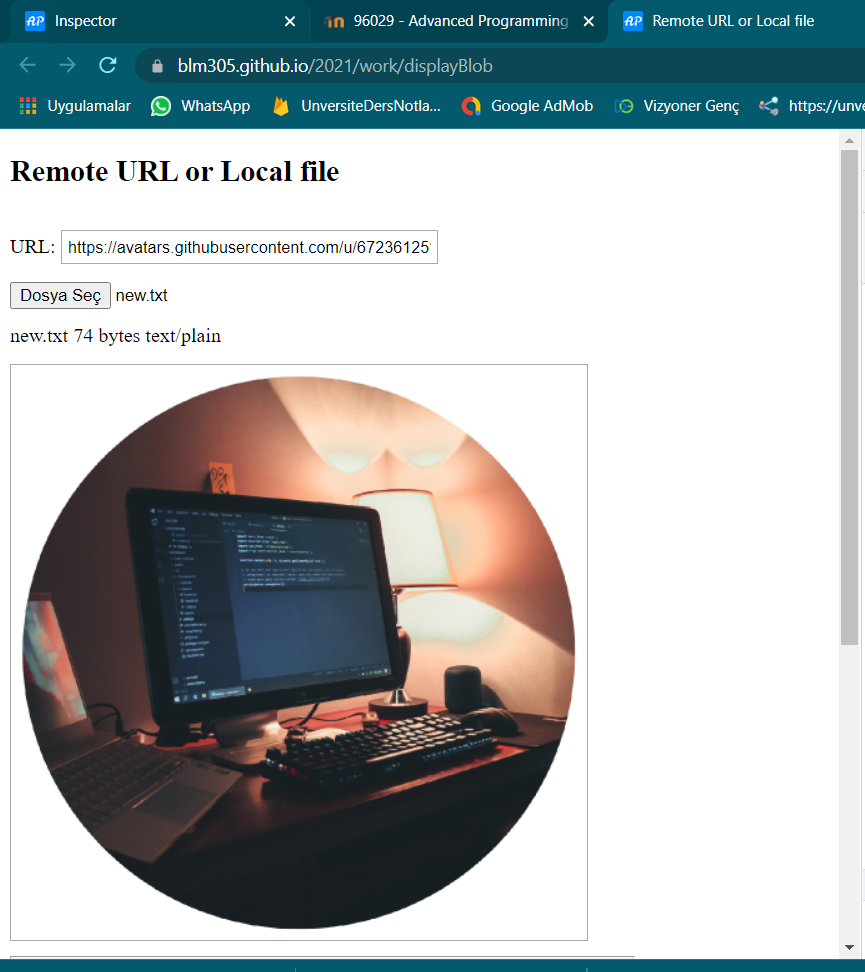 AP Inspector
96029 - Advanced Programming
AP Remote URL or Local file
blm305.github.io/2021/work/displayBlob
Uygulamalar
WhatsApp
UnversiteDersNotla...
Google AdMob
Vizyoner Genç
https://unve
Remote URL or Local file
URL: https://avatars.githubusercontent.com/u/67236125
Dosya Seç new.txt
new.txt 74 bytes text/plain